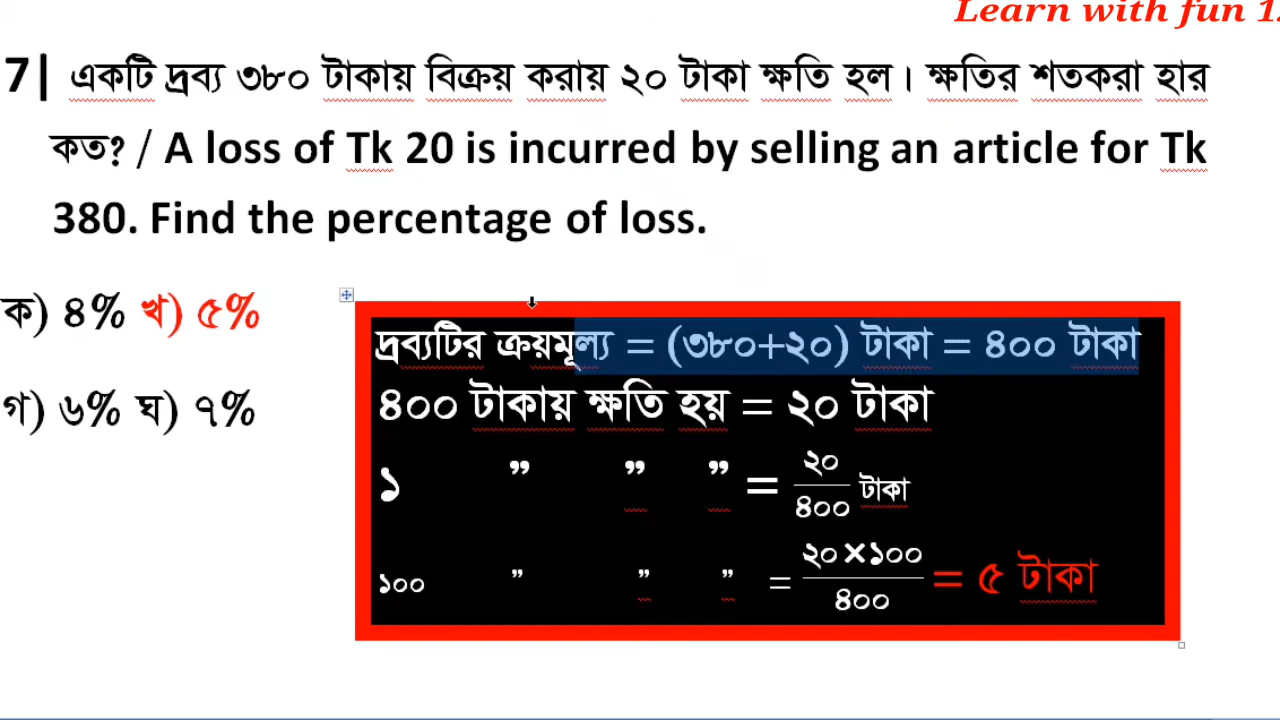 Learn with fun 1
7| একটি দ্রব্য ৩৮০ টাকায় বিক্রয় করায় ২০ টাকা ক্ষতি হল। ক্ষতির শতকরা হার
কত? / A loss of Tk 20 is incurred by selling an article for Tk
380. Find the percentage of loss.
ক) ৪% খ) ৫%
গ) ৬% ঘ) ৭%
দ্রব্যটির ক্রয়মূল্য = (৩৮০+২০) টাকা = ৪০০ টাকা
৪০০ টাকায় ক্ষতি হয় = ২০ টাকা
১ ” ” ” = ২০/৪০০ টাকা
১০০ ” ” ” = ২০×১০০/৪০০ = ৫ টাকা